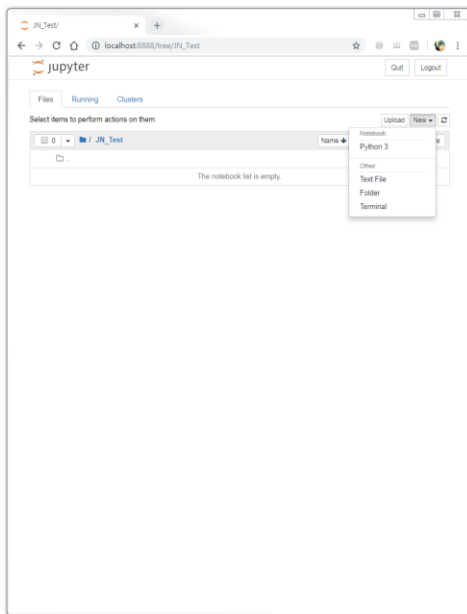 JN_Test/
localhost:8888/tree/JN_Test
jupyter
Quit
Logout
Files
Running
Clusters
Select items to perform actions on them.
Upload
New
0
/ JN_Test
Name
Notebook:
Python 3
Other:
Text File
Folder
Terminal
..
The notebook list is empty.